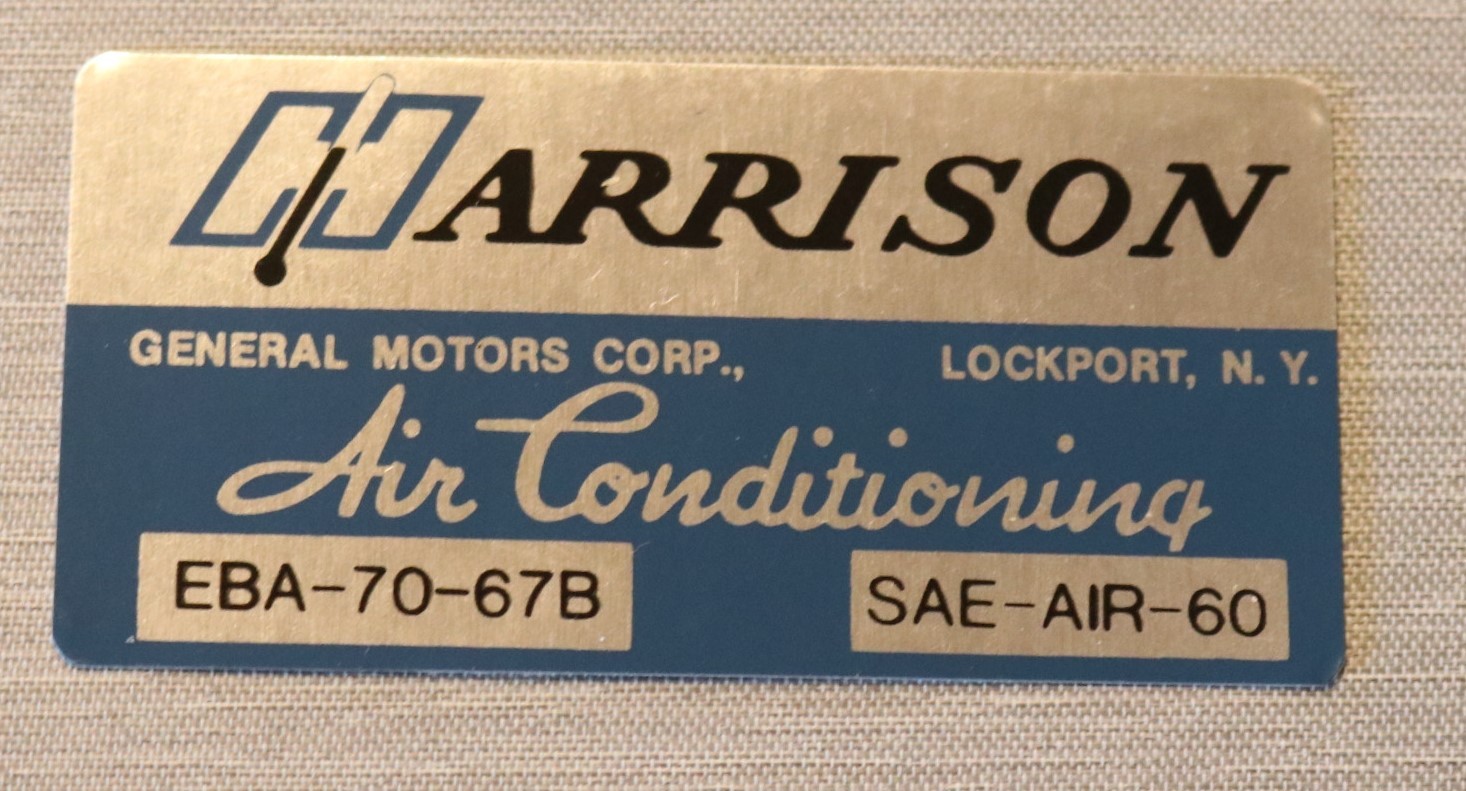 HARRISON
GENERAL MOTORS CORP., LOCKPORT, N. Y.
Air Conditioning
EBA-70-67B SAE-AIR-60